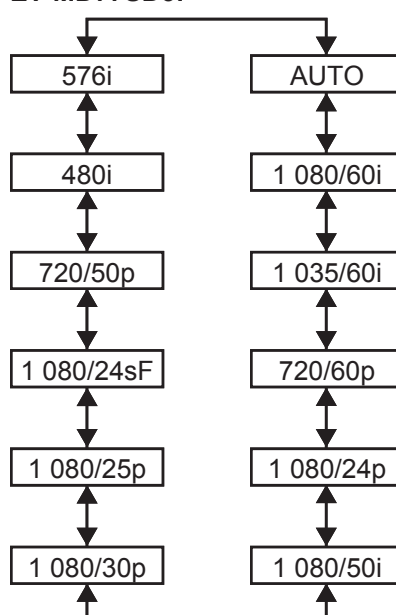 576i
AUTO
480i
1 080/60i
720/50p
1 035/60i
1 080/24sF
720/60p
1 080/25p
1 080/24p
1 080/30p
1 080/50i